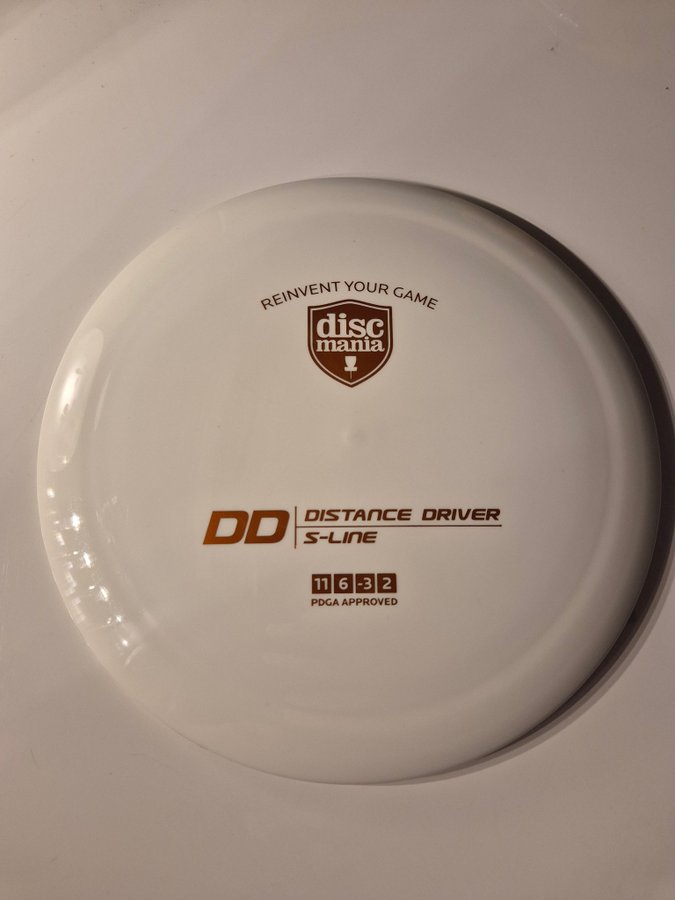 REINVENT YOUR GAME
disc
mania
DD DISTANCE DRIVER
S-LINE
11 6 -3 2
PDGA APPROVED